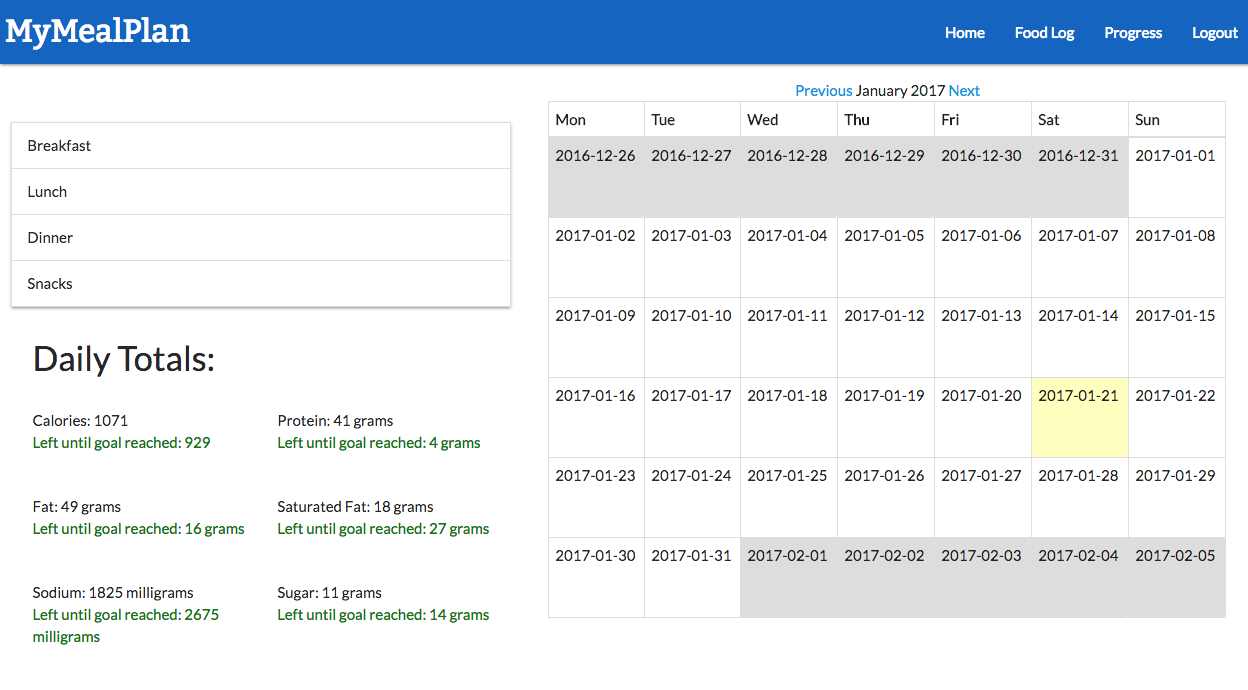 MyMealPlan
Home Food Log Progress Logout
Breakfast
Lunch
Dinner
Snacks
Daily Totals:
Calories: 1071
Left until goal reached: 929
Protein: 41 grams
Left until goal reached: 4 grams
Fat: 49 grams
Left until goal reached: 16 grams
Saturated Fat: 18 grams
Left until goal reached: 27 grams
Sodium: 1825 milligrams
Left until goal reached: 2675
milligrams
Sugar: 11 grams
Left until goal reached: 14 grams
Previous January 2017 Next
Mon Tue Wed Thu Fri Sat Sun
2016-12-26 2016-12-27 2016-12-28 2016-12-29 2016-12-30 2016-12-31 2017-01-01
2017-01-02 2017-01-03 2017-01-04 2017-01-05 2017-01-06 2017-01-07 2017-01-08
2017-01-09 2017-01-10 2017-01-11 2017-01-12 2017-01-13 2017-01-14 2017-01-15
2017-01-16 2017-01-17 2017-01-18 2017-01-19 2017-01-20 2017-01-21 2017-01-22
2017-01-23 2017-01-24 2017-01-25 2017-01-26 2017-01-27 2017-01-28 2017-01-29
2017-01-30 2017-01-31 2017-02-01 2017-02-02 2017-02-03 2017-02-04 2017-02-05